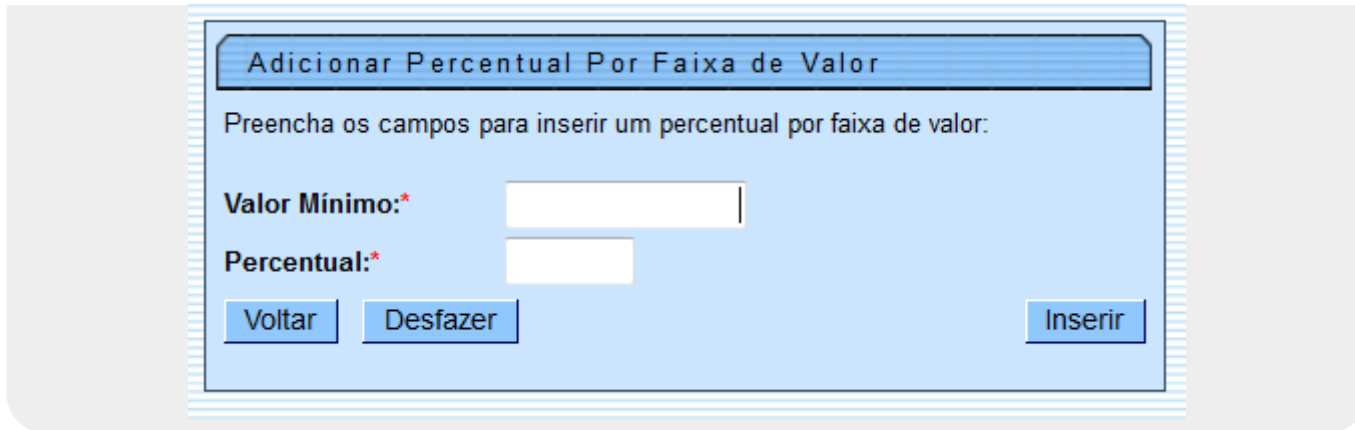 Adicionar Percentual Por Faixa de Valor
Preencha os campos para inserir um percentual por faixa de valor:
Valor Mínimo:*
Percentual:*
Voltar Desfazer Inserir